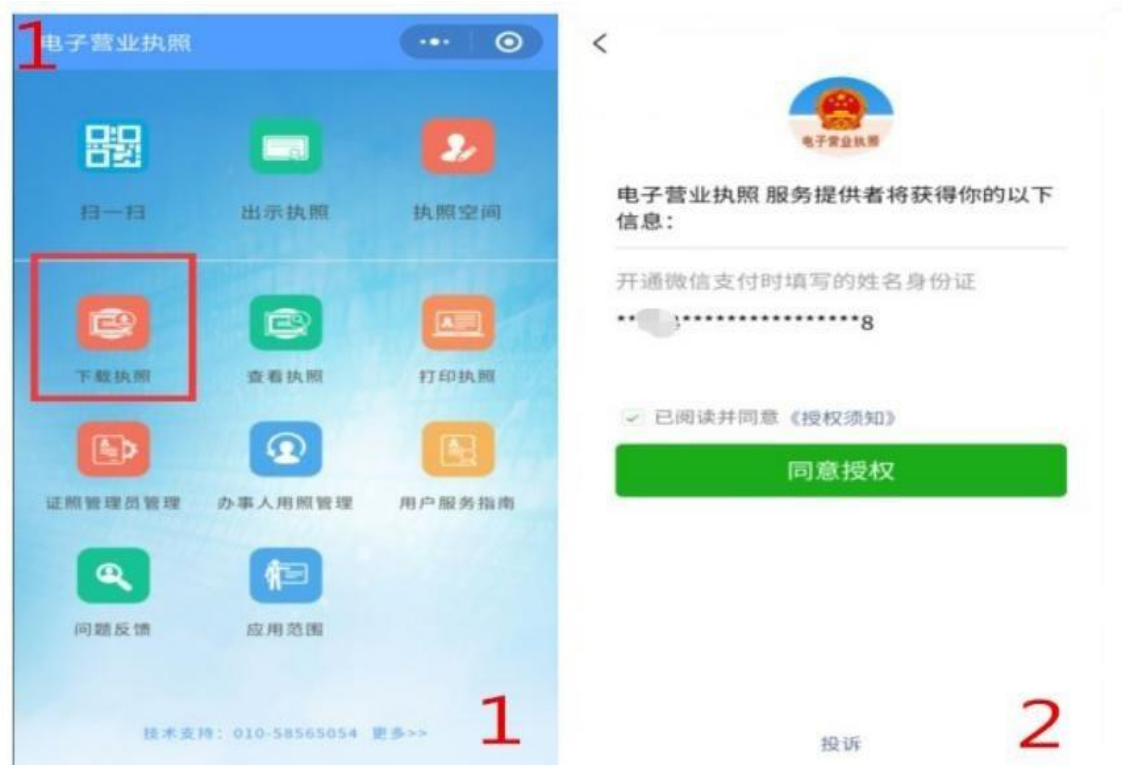 1
电子营业执照
扫一扫 出示执照 执照空间
下载执照 查看执照 打印执照
证照管理员管理 办事人用照管理 用户服务指南
问题反馈 应用范围
技术支持：010-58565054 更多>>
1
电子营业执照
电子营业执照 服务提供者将获得你的以下
信息：
开通微信支付时填写的姓名身份证
*****************8
已阅读并同意《授权须知》
同意授权
投诉
2